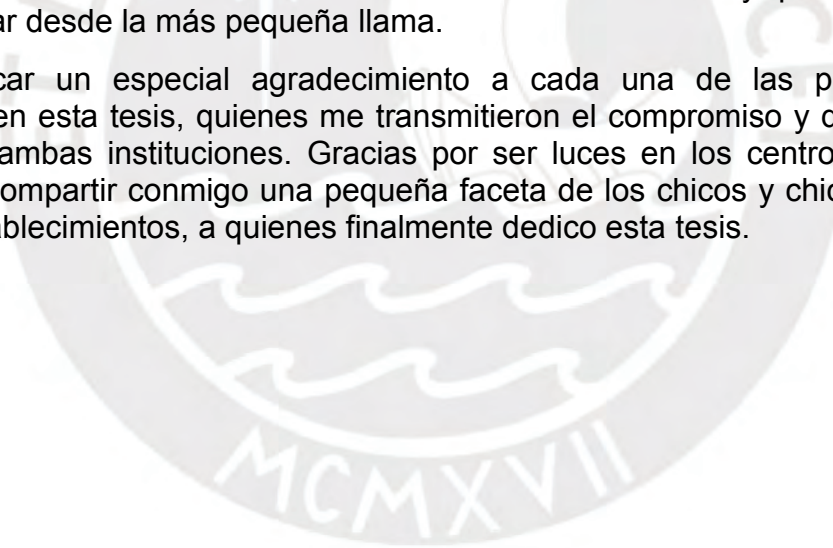 ar desde la más pequeña llama.
car un especial agradecimiento a cada una de las p
en esta tesis, quienes me transmitieron el compromiso y d
ambas instituciones. Gracias por ser luces en los centro
ompartir conmigo una pequeña faceta de los chicos y chic
ablecimientos, a quienes finalmente dedico esta tesis.
MCMXVII